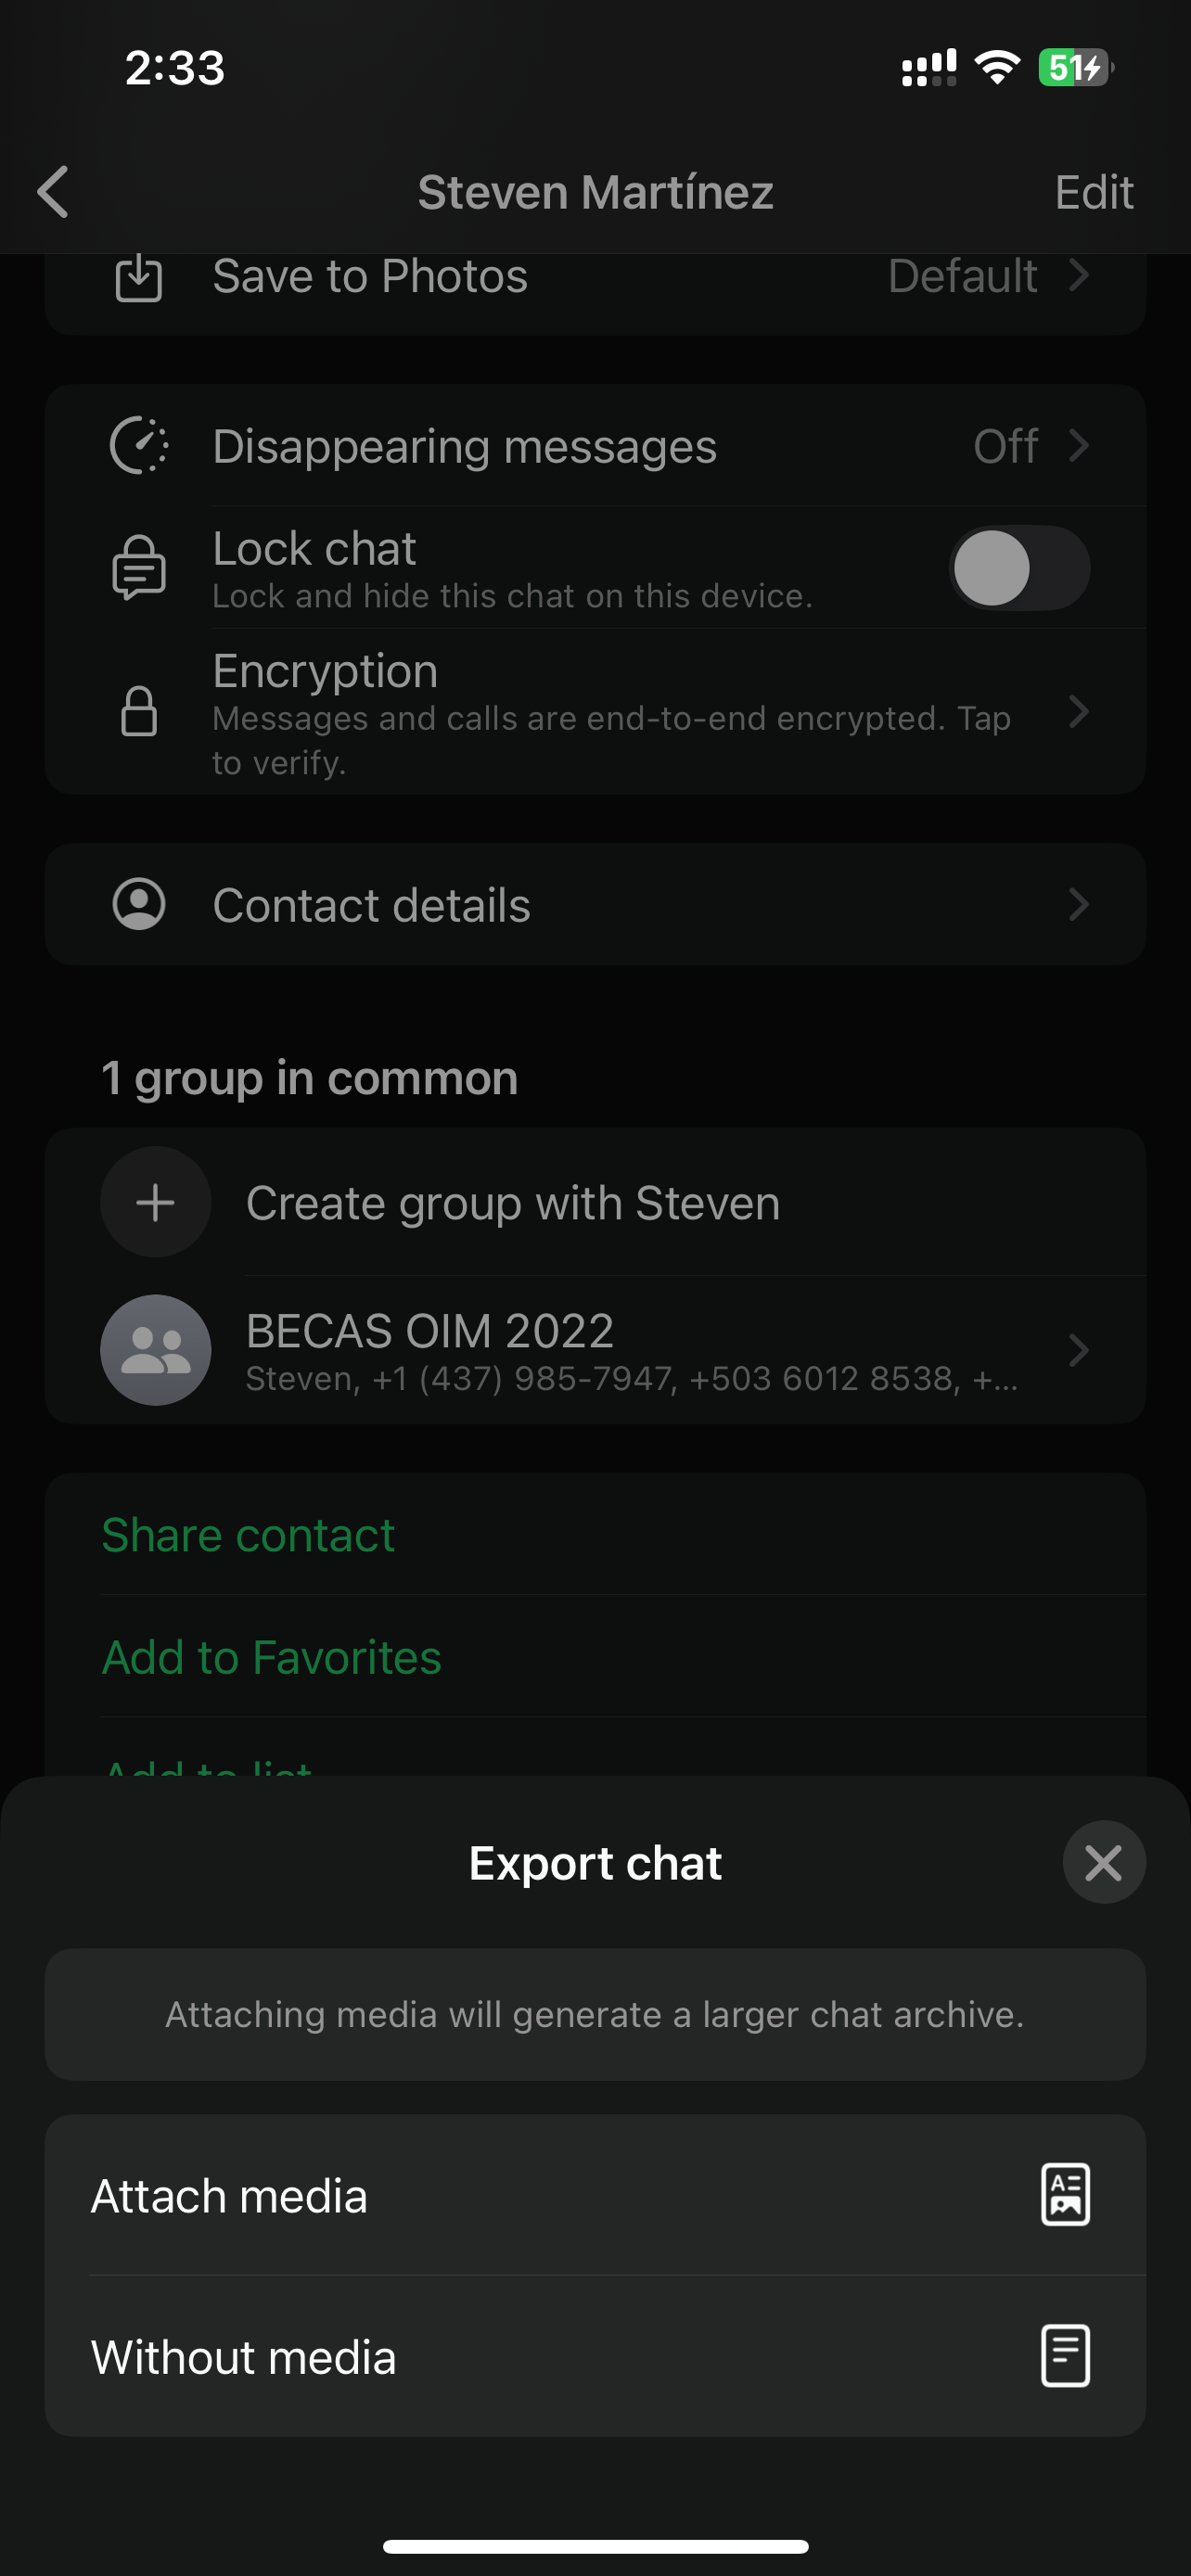 2:33
51
Steven Martínez
Edit
Save to Photos
Default
Disappearing messages
Off
Lock chat
Lock and hide this chat on this device.
Encryption
Messages and calls are end-to-end encrypted. Tap
to verify.
Contact details
1 group in common
Create group with Steven
BECAS OIM 2022
Steven, +1 (437) 985-7947, +503 6012 8538, +...
Share contact
Add to Favorites
Add to list
Export chat
Attaching media will generate a larger chat archive.
Attach media
Without media